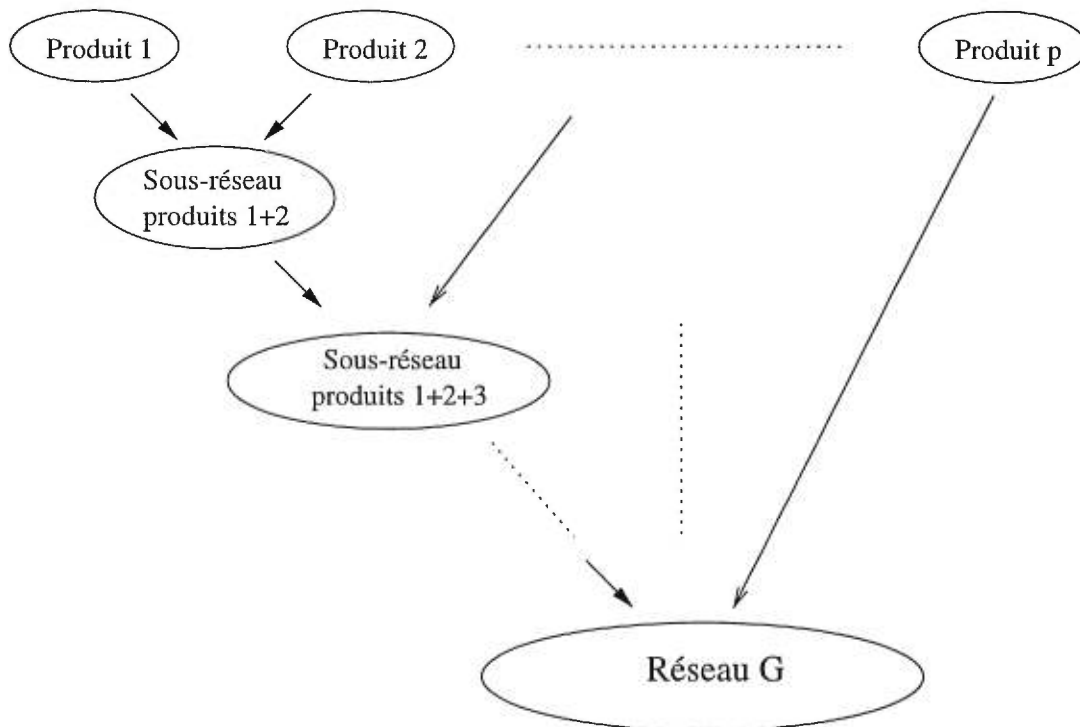 Produit 1
Produit 2
Produit p
Sous-réseau
produits 1+2
Sous-réseau
produits 1+2+3
Réseau G